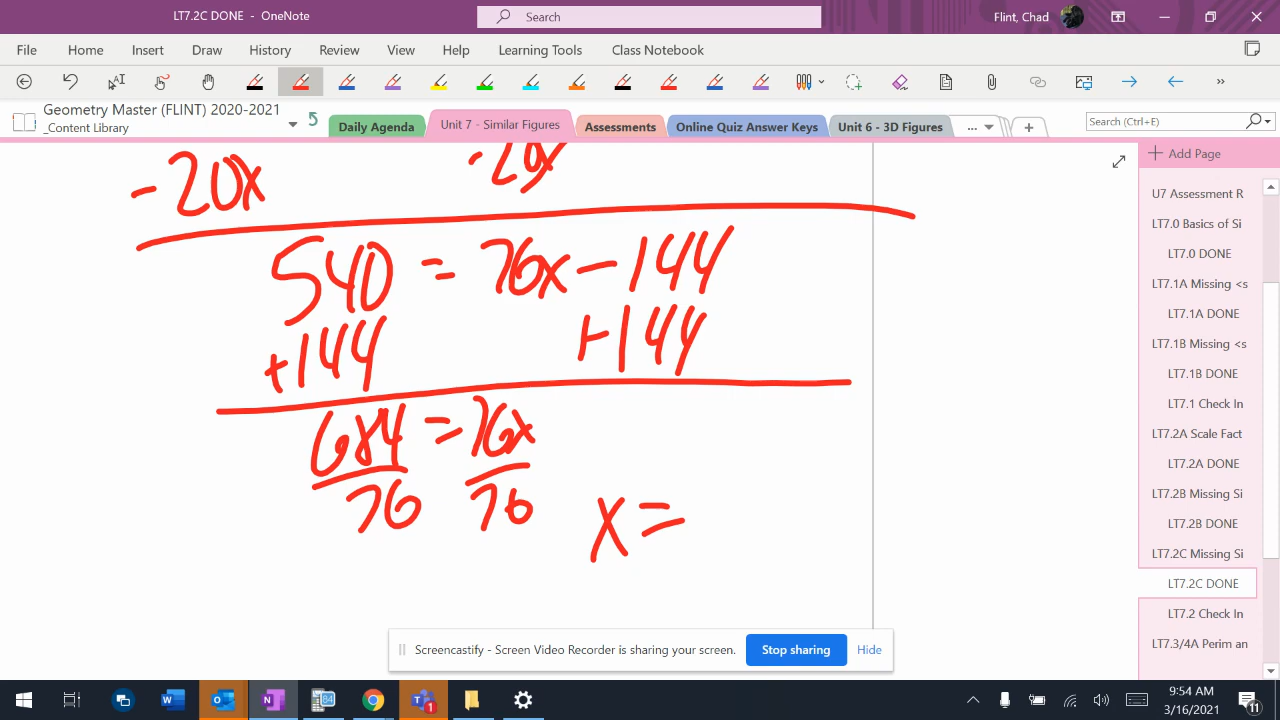 LT7.2C DONE - OneNote
Search
Flint, Chad
File Home Insert Draw History Review View Help Learning Tools Class Notebook
Geometry Master (FLINT) 2020-2021
_Content Library
Daily Agenda
Unit 7 - Similar Figures
Assessments
Online Quiz Answer Keys
Unit 6 - 3D Figures
...
Search (Ctrl+E)
Add Page
U7 Assessment R
LT7.0 Basics of Si
LT7.0 DONE
LT7.1A Missing <s
LT7.1A DONE
LT7.1B Missing <s
LT7.1B DONE
LT7.1 Check In
LT7.2A Scale Fact
LT7.2A DONE
LT7.2B Missing Si
LT7.2B DONE
LT7.2C Missing Si
LT7.2C DONE
LT7.2 Check In
LT7.3/4A Perim an
-20x -20x
540 = 76x - 144
+144 +144
684 = 76x
76 76
x =
Screencastify - Screen Video Recorder is sharing your screen.
Stop sharing
Hide
84
1
9:54 AM
3/16/2021
11